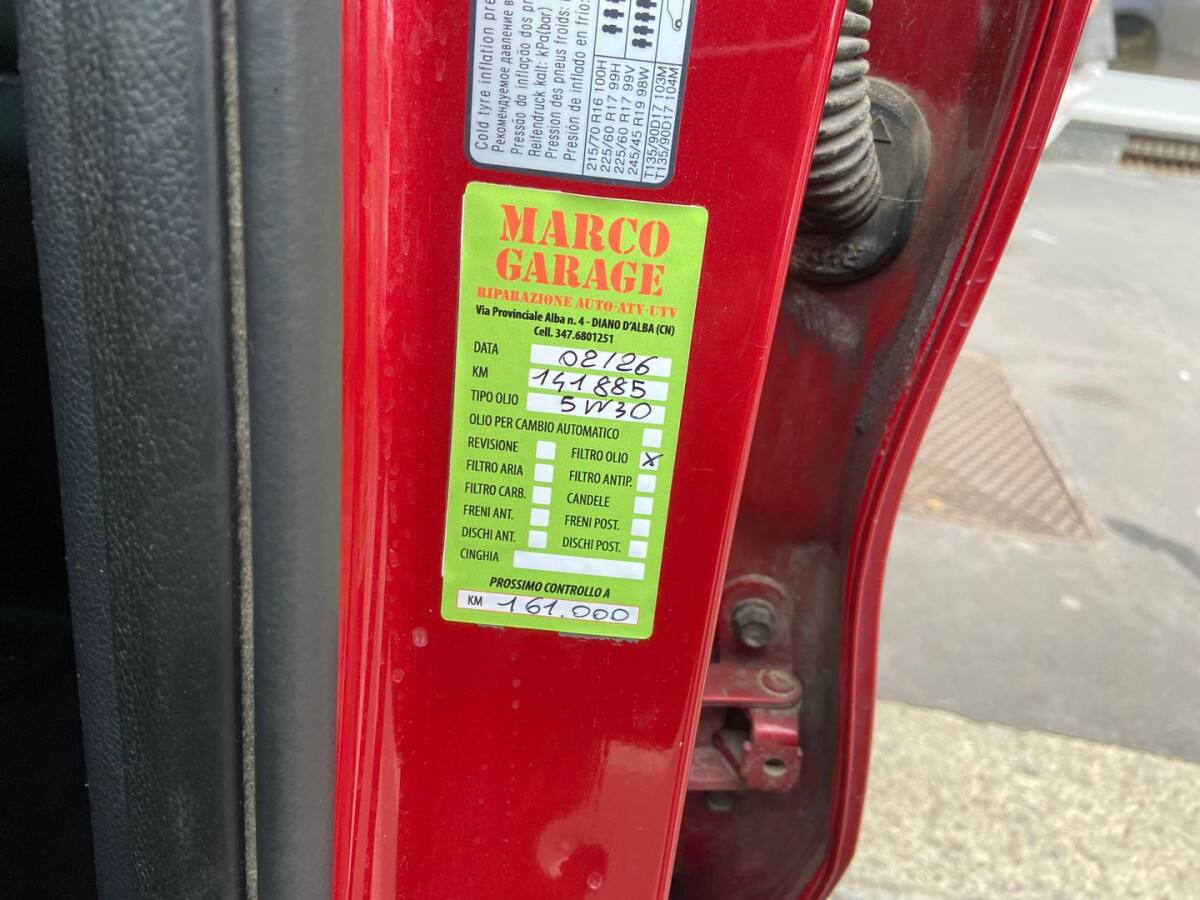 Cold tyre inflation pre
Рекомендуемое давление в
Pressão da inflação dos pn
Reifendruck kalt: kPa(bar)
Pression des pneus froids:
Presión de inflado en fría:
215/70 R16 100H
225/60 R17 99H
225/60 R17 99V
245/45 R19 98W
T135/90D17 103M
T135/90D17 104M
MARCO
GARAGE
RIPARAZIONE AUTO-ATV-UTV
Via Provinciale Alba n. 4 - DIANO D'ALBA (CN)
Cell. 347.6801251
DATA 02/26
KM 141885
TIPO OLIO 5W30
OLIO PER CAMBIO AUTOMATICO
REVISIONE FILTRO OLIO X
FILTRO ARIA FILTRO ANTIP.
FILTRO CARB. CANDELE
FRENI ANT. FRENI POST.
DISCHI ANT. DISCHI POST.
CINGHIA
PROSSIMO CONTROLLO A
KM 161.000